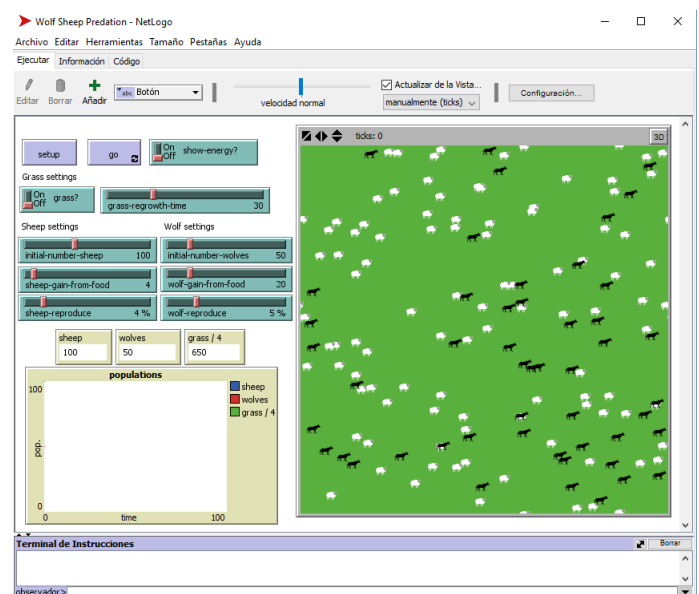 Wolf Sheep Predation - NetLogo
Archivo Editar Herramientas Tamaño Pestañas Ayuda
Ejecutar Información Código
Editar Borrar Añadir
abc Botón
velocidad normal
Actualizar de la Vista...
manualmente (ticks)
Configuración...
setup
go
On
Off
show-energy?
ticks: 0
3D
Grass settings
On
Off
grass?
grass-regrowth-time 30
Sheep settings Wolf settings
initial-number-sheep 100
initial-number-wolves 50
sheep-gain-from-food 4
wolf-gain-from-food 20
sheep-reproduce 4 %
wolf-reproduce 5 %
sheep
100
wolves
50
grass / 4
650
populations
100
pop.
0
0 time 100
sheep
wolves
grass / 4
Terminal de Instrucciones
Borrar
observador>